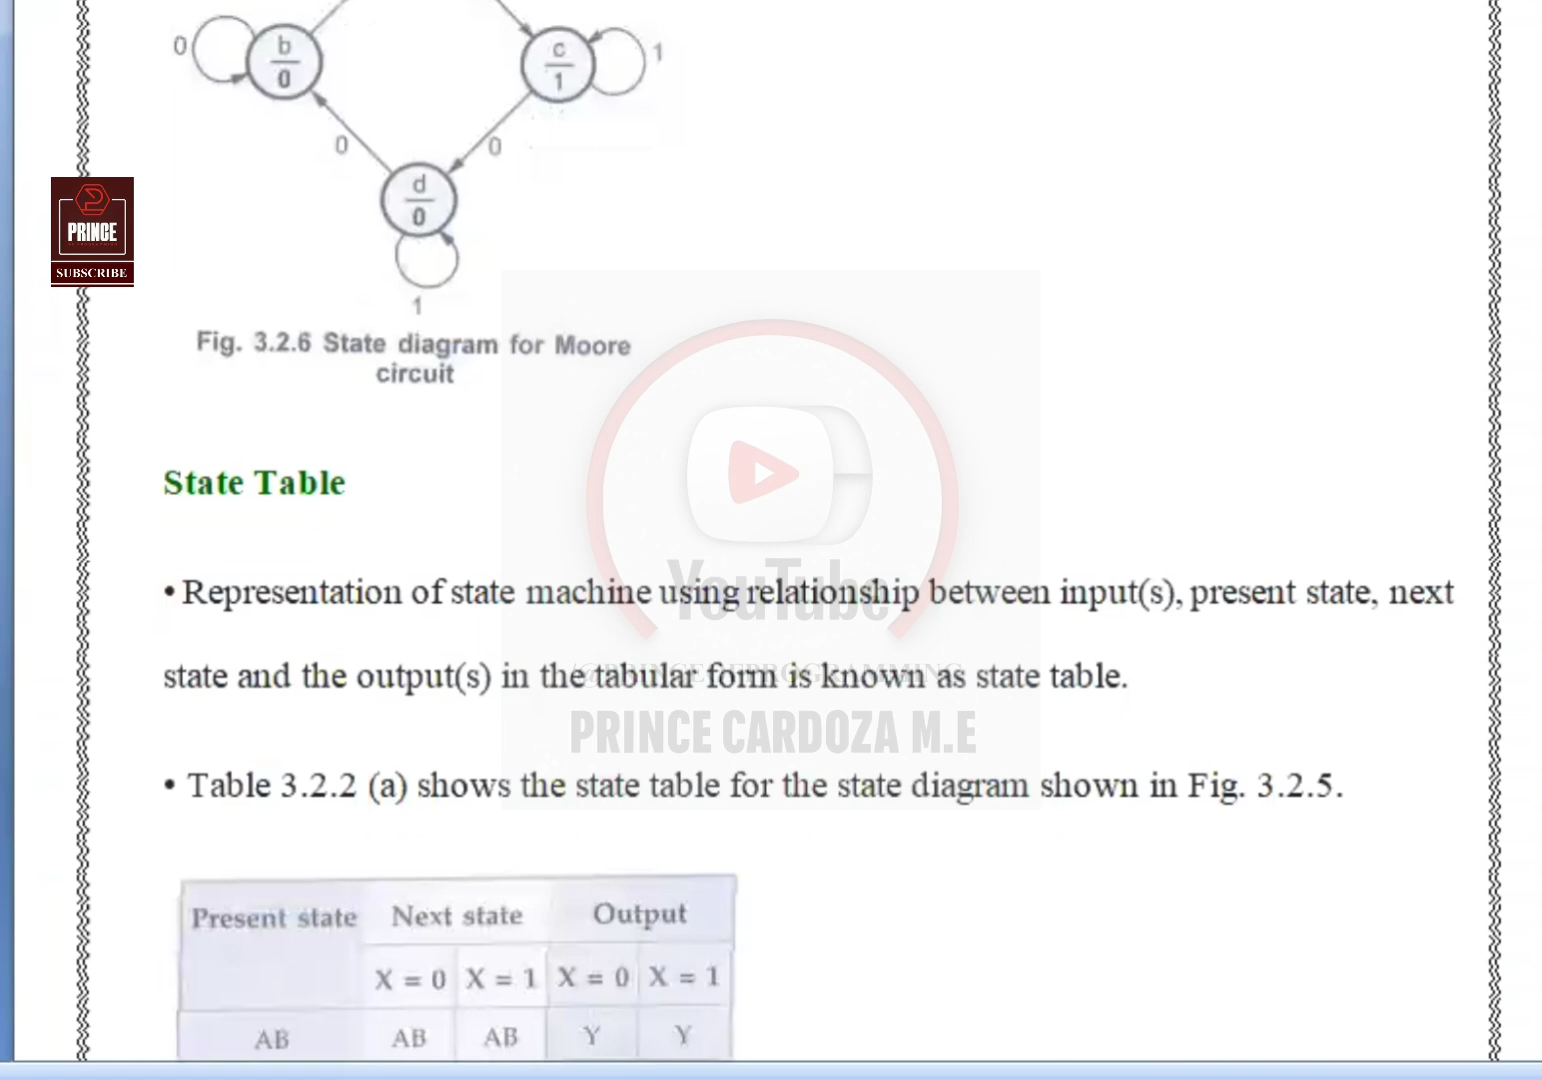 0
b
0
c
1
1
0
0
d
0
1
PRINCE
SUBSCRIBE
Fig. 3.2.6 State diagram for Moore
circuit
State Table
YouTube
• Representation of state machine using relationship between input(s), present state, next
state and the output(s) in the tabular form is known as state table.
/@PRINCEOFPROGRAMMING
PRINCE CARDOZA M.E
• Table 3.2.2 (a) shows the state table for the state diagram shown in Fig. 3.2.5.
Present state Next state Output
X = 0 X = 1 X = 0 X = 1
AB AB AB Y Y